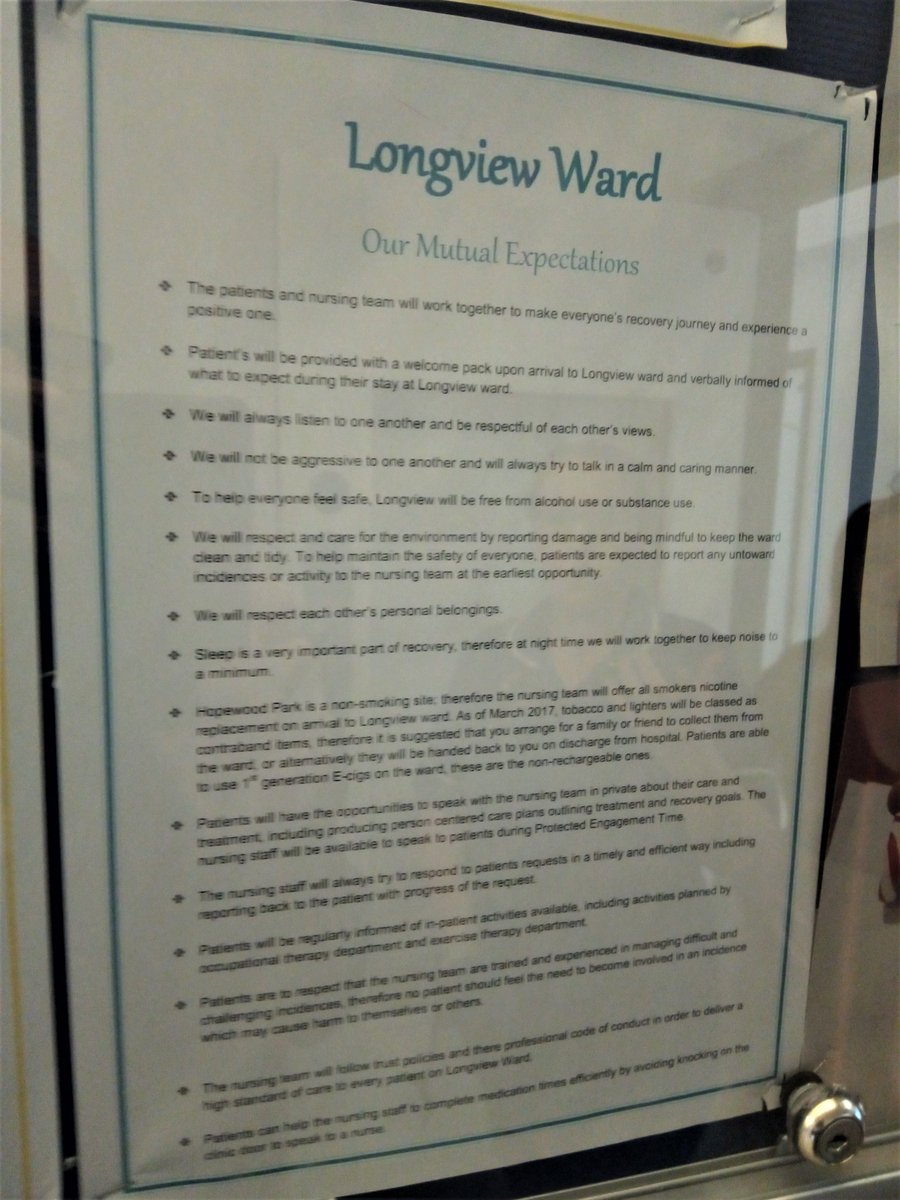 Longview Ward
Our Mutual Expectations
❖ The patients and nursing team will work together to make everyone's recovery journey and experience a
positive one.
❖ Patient's will be provided with a welcome pack upon arrival to Longview ward and verbally informed of
what to expect during their stay at Longview ward.
❖ We will always listen to one another and be respectful of each other's views.
❖ We will not be aggressive to one another and will always try to talk in a calm and caring manner.
❖ To help everyone feel safe, Longview will be free from alcohol use or substance use.
❖ We will respect and care for the environment by reporting damage and being mindful to keep the ward
clean and tidy. To help maintain the safety of everyone, patients are expected to report any untoward
incidences or activity to the nursing team at the earliest opportunity.
❖ We will respect each other's personal belongings.
❖ Sleep is a very important part of recovery, therefore at night time we will work together to keep noise to
a minimum.
❖ Hopewood Park is a non-smoking site; therefore the nursing team will offer all smokers nicotine
replacement on arrival to Longview ward. As of March 2017, tobacco and lighters will be classed as
contraband items, therefore it is suggested that you arrange for a family or friend to collect them from
the ward, or alternatively they will be handed back to you on discharge from hospital. Patients are able
to use 1st generation E-cigs on the ward, these are the non-rechargeable ones.
❖ Patients will have the opportunities to speak with the nursing team in private about their care and
treatment, including producing person centered care plans outlining treatment and recovery goals. The
nursing staff will be available to speak to patients during Protected Engagement Time.
❖ The nursing staff will always try to respond to patients requests in a timely and efficient way including
reporting back to the patient with progress of the request.
❖ Patients will be regularly informed of in-patient activities available, including activities planned by
occupational therapy department and exercise therapy department.
❖ Patients are to respect that the nursing team are trained and experienced in managing difficult and
challenging incidences, therefore no patient should feel the need to become involved in an incidence
which may cause harm to themselves or others.
❖ The nursing team will follow trust policies and there professional code of conduct in order to deliver a
high standard of care to every patient on Longview Ward.
❖ Patients can help the nursing staff to complete medication times efficiently by avoiding knocking on the
clinic door to speak to a nurse.